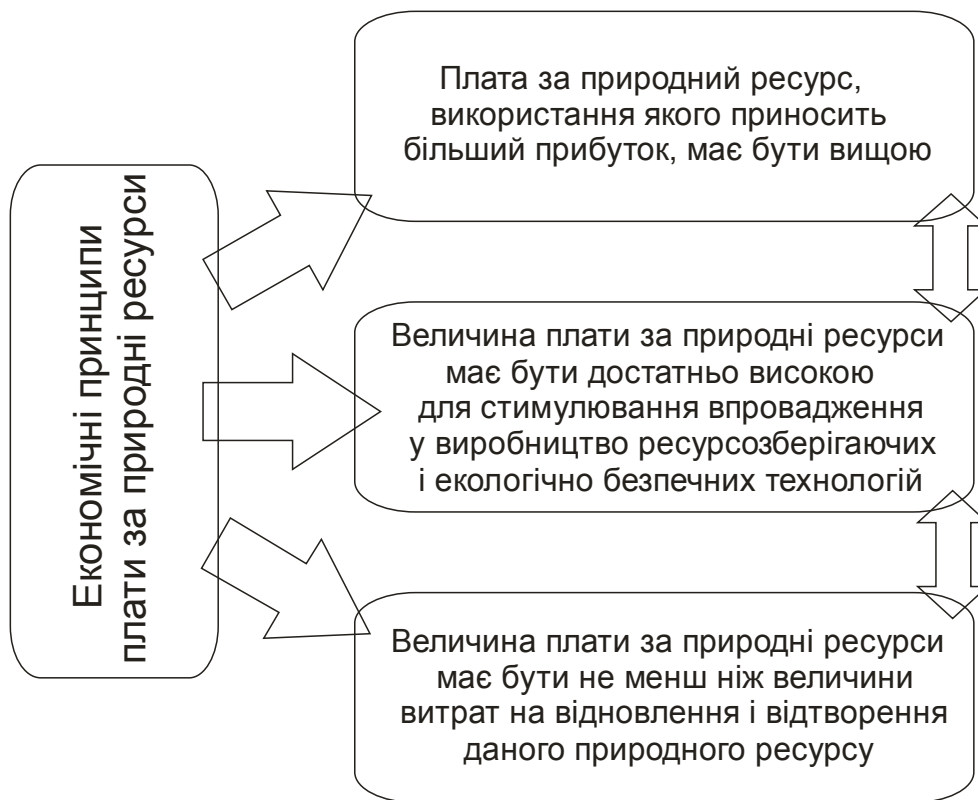 Економічні принципи
плати за природні ресурси
Плата за природний ресурс,
використання якого приносить
більший прибуток, має бути вищою
Величина плати за природні ресурси
має бути достатньо високою
для стимулювання впровадження
у виробництво ресурсозберігаючих
і екологічно безпечних технологій
Величина плати за природні ресурси
має бути не менш ніж величини
витрат на відновлення і відтворення
даного природного ресурсу